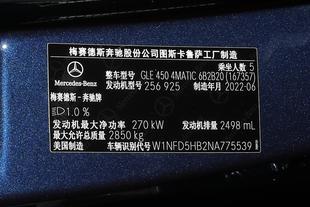 梅赛德斯奔驰股份公司图斯卡鲁萨工厂制造
乘坐人数 5
Mercedes-Benz
整车型号 GLE 450 4MATIC 6B2B20 (167357)
发动机型号 256 925 制造年月 2022-06
梅赛德斯-奔驰牌
1.0 %
发动机最大净功率 270 kW 发动机排量 2498 mL
最大允许总质量 2850 kg
美国制造 车辆识别代号 W1NFD5HB2NA775539